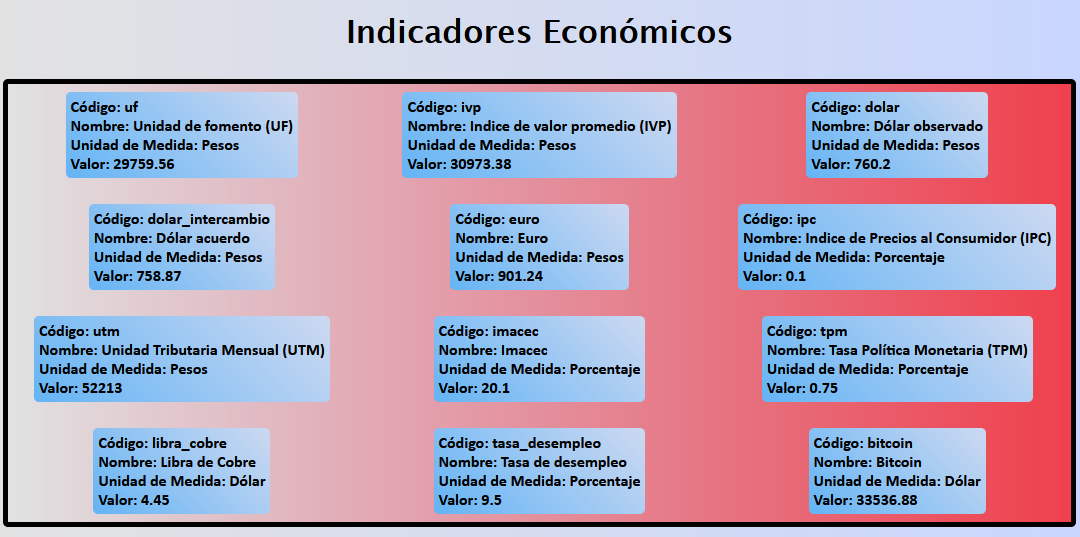 Indicadores Económicos
Código: uf
Nombre: Unidad de fomento (UF)
Unidad de Medida: Pesos
Valor: 29759.56
Código: ivp
Nombre: Indice de valor promedio (IVP)
Unidad de Medida: Pesos
Valor: 30973.38
Código: dolar
Nombre: Dólar observado
Unidad de Medida: Pesos
Valor: 760.2
Código: dolar_intercambio
Nombre: Dólar acuerdo
Unidad de Medida: Pesos
Valor: 758.87
Código: euro
Nombre: Euro
Unidad de Medida: Pesos
Valor: 901.24
Código: ipc
Nombre: Indice de Precios al Consumidor (IPC)
Unidad de Medida: Porcentaje
Valor: 0.1
Código: utm
Nombre: Unidad Tributaria Mensual (UTM)
Unidad de Medida: Pesos
Valor: 52213
Código: imacec
Nombre: Imacec
Unidad de Medida: Porcentaje
Valor: 20.1
Código: tpm
Nombre: Tasa Política Monetaria (TPM)
Unidad de Medida: Porcentaje
Valor: 0.75
Código: libra_cobre
Nombre: Libra de Cobre
Unidad de Medida: Dólar
Valor: 4.45
Código: tasa_desempleo
Nombre: Tasa de desempleo
Unidad de Medida: Porcentaje
Valor: 9.5
Código: bitcoin
Nombre: Bitcoin
Unidad de Medida: Dólar
Valor: 33536.88